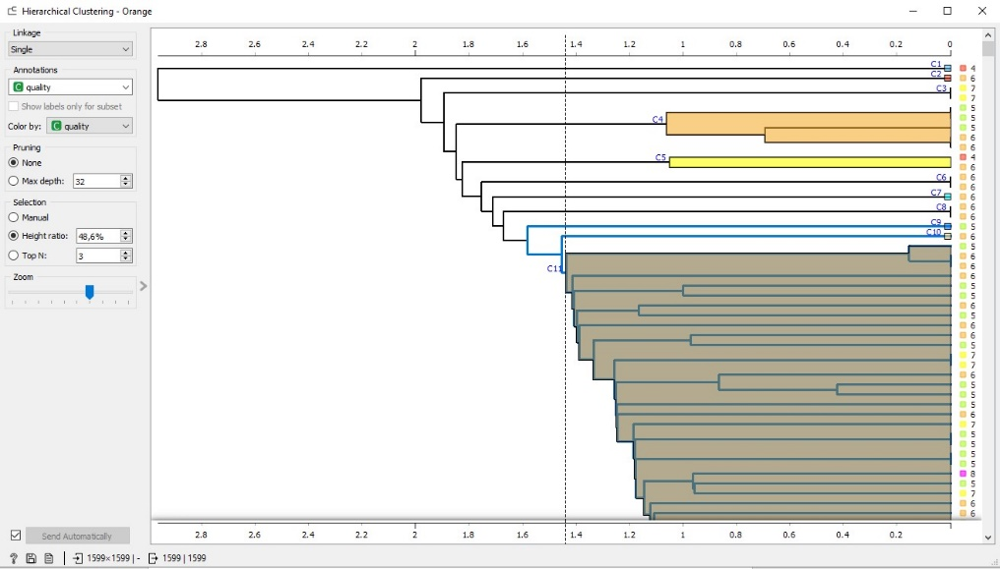 Hierarchical Clustering - Orange
Linkage
Single
Annotations
C quality
Show labels only for subset
Color by: C quality
Pruning
None
Max depth: 32
Selection
Manual
Height ratio: 48,6%
Top N: 3
Zoom
Send Automatically
2.8 2.6 2.4 2.2 2 1.8 1.6 1.4 1.2 1 0.8 0.6 0.4 0.2 0
C1 4
C2 6
C3 7
7
5
5
C4 5
6
6
C5 4
6
C6 6
6
C7 6
C8 6
6
C9 5
C10 6
5
6
C11 6
6
5
5
6
5
6
6
5
7
7
6
5
5
5
6
7
5
5
5
5
8
5
7
6
6
2.8 2.6 2.4 2.2 2 1.8 1.6 1.4 1.2 1 0.8 0.6 0.4 0.2 0
? 1599×1599 | - 1599 | 1599